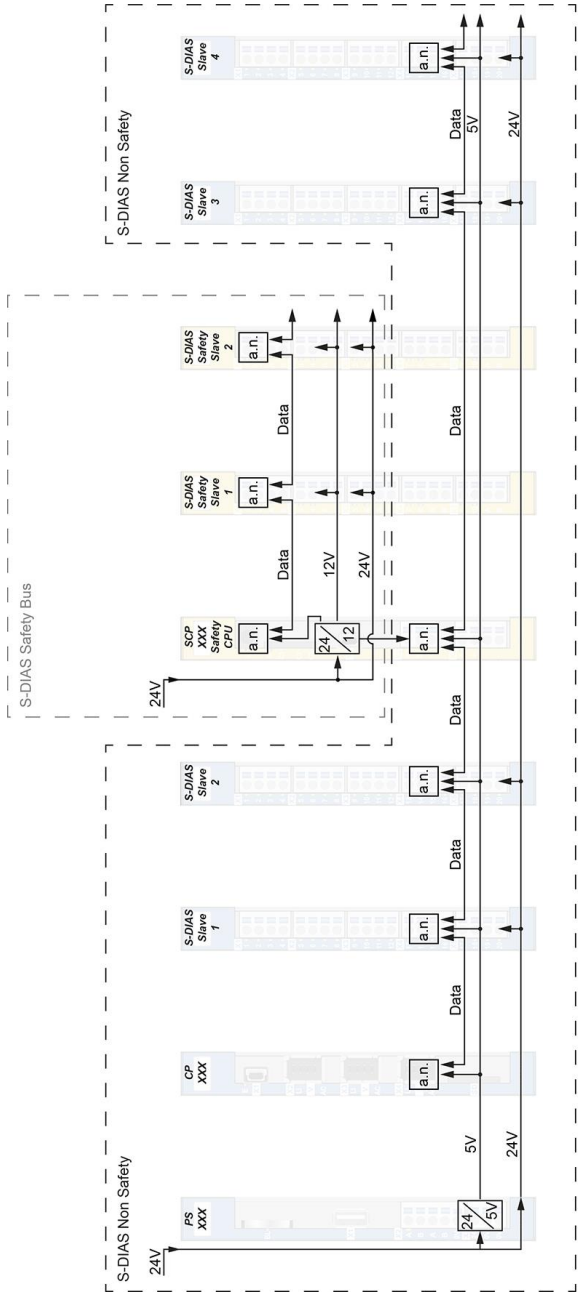 S-DIAS Safety Bus
S-DIAS Non Safety
S-DIAS Non Safety
24V
24V
PS
XXX
CP
XXX
S-DIAS
Slave
1
S-DIAS
Slave
2
SCP
XXX
Safety
CPU
S-DIAS
Safety
Slave
1
S-DIAS
Safety
Slave
2
S-DIAS
Slave
3
S-DIAS
Slave
4
a.n.
a.n.
a.n.
Data
Data
24
12
12V
24V
a.n.
a.n.
a.n.
a.n.
a.n.
a.n.
Data
Data
Data
Data
Data
24
5V
5V
5V
24V
24V